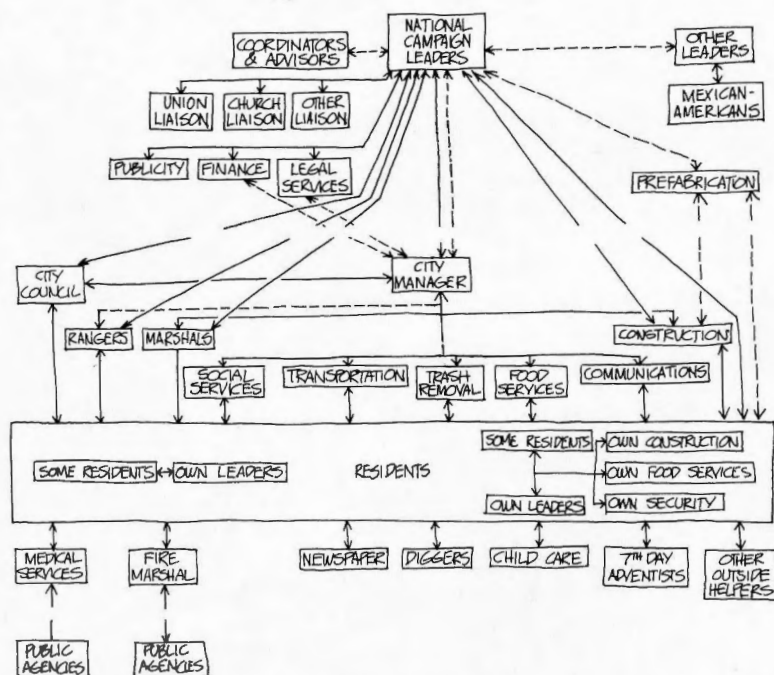 COORDINATORS
& ADVISORS
NATIONAL
CAMPAIGN
LEADERS
OTHER
LEADERS
MEXICAN-
AMERICANS
UNION
LIAISON
CHURCH
LIAISON
OTHER
LIAISON
PUBLICITY
FINANCE
LEGAL
SERVICES
PREFABRICATION
CITY
COUNCIL
CITY
MANAGER
RANGERS
MARSHALS
CONSTRUCTION
SOCIAL
SERVICES
TRANSPORTATION
TRASH
REMOVAL
FOOD
SERVICES
COMMUNICATIONS
SOME RESIDENTS
OWN LEADERS
RESIDENTS
SOME RESIDENTS
OWN LEADERS
OWN CONSTRUCTION
OWN FOOD SERVICES
OWN SECURITY
MEDICAL
SERVICES
FIRE
MARSHAL
NEWSPAPER
DIGGERS
CHILD CARE
7TH DAY
ADVENTISTS
OTHER
OUTSIDE
HELPERS
PUBLIC
AGENCIES
PUBLIC
AGENCIES